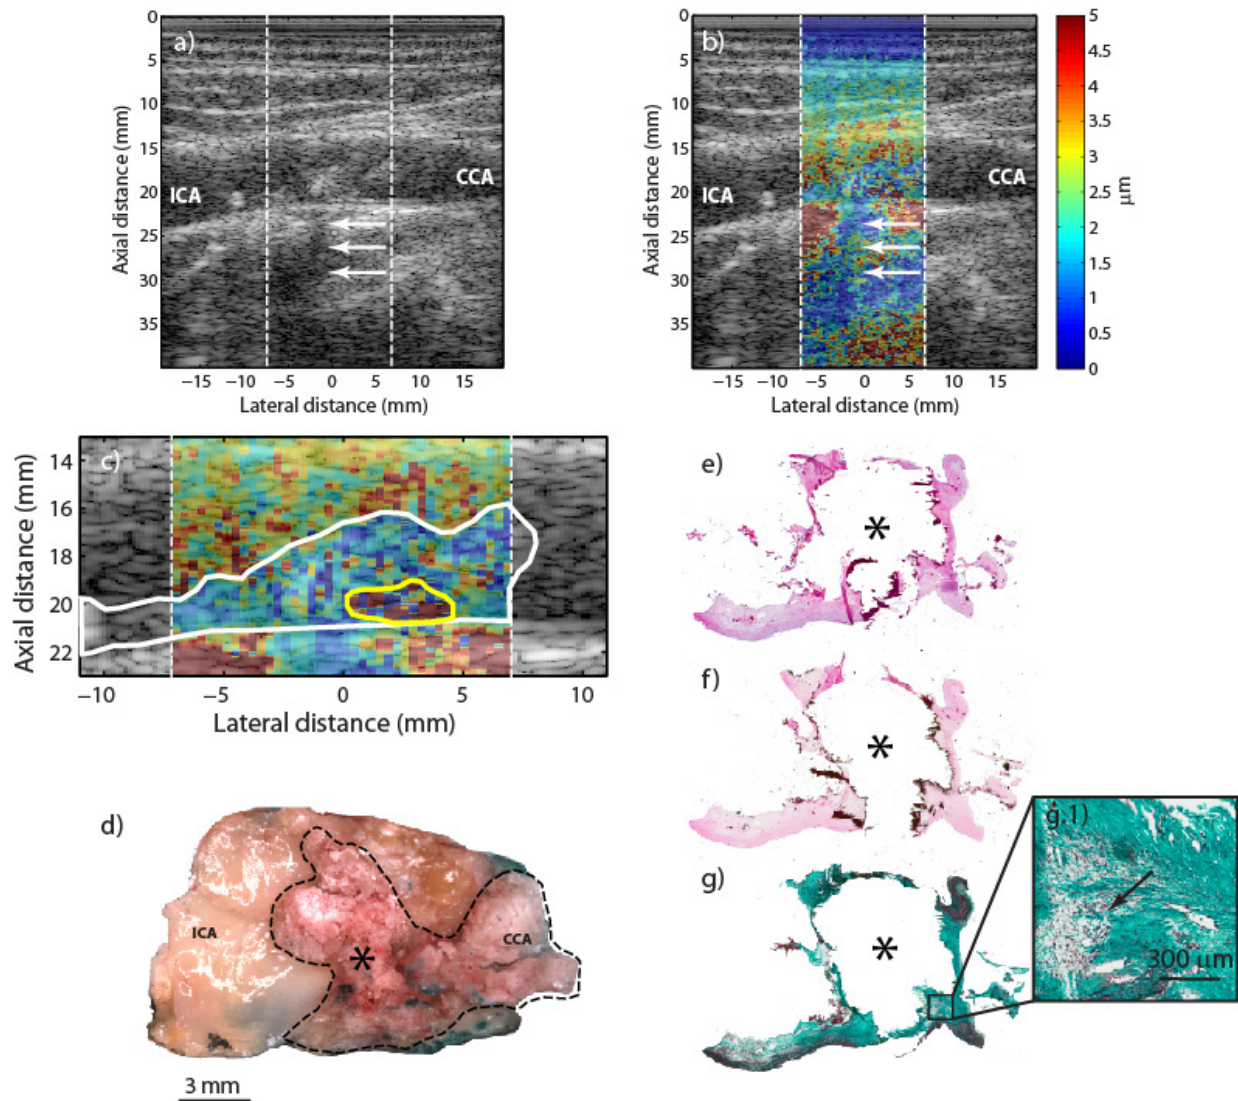 a)
0
5
10
15
20
25
30
35
Axial distance (mm)
ICA
CCA
−15 −10 −5 0 5 10 15
Lateral distance (mm)
b)
0
5
10
15
20
25
30
35
Axial distance (mm)
ICA
CCA
−15 −10 −5 0 5 10 15
Lateral distance (mm)
5
4.5
4
3.5
3
2.5
2
1.5
1
0.5
0
μm
c)
14
16
18
20
22
Axial distance (mm)
−10 −5 0 5 10
Lateral distance (mm)
d)
ICA
*
CCA
3 mm
e)
*
f)
*
g)
*
g.1)
300 μm